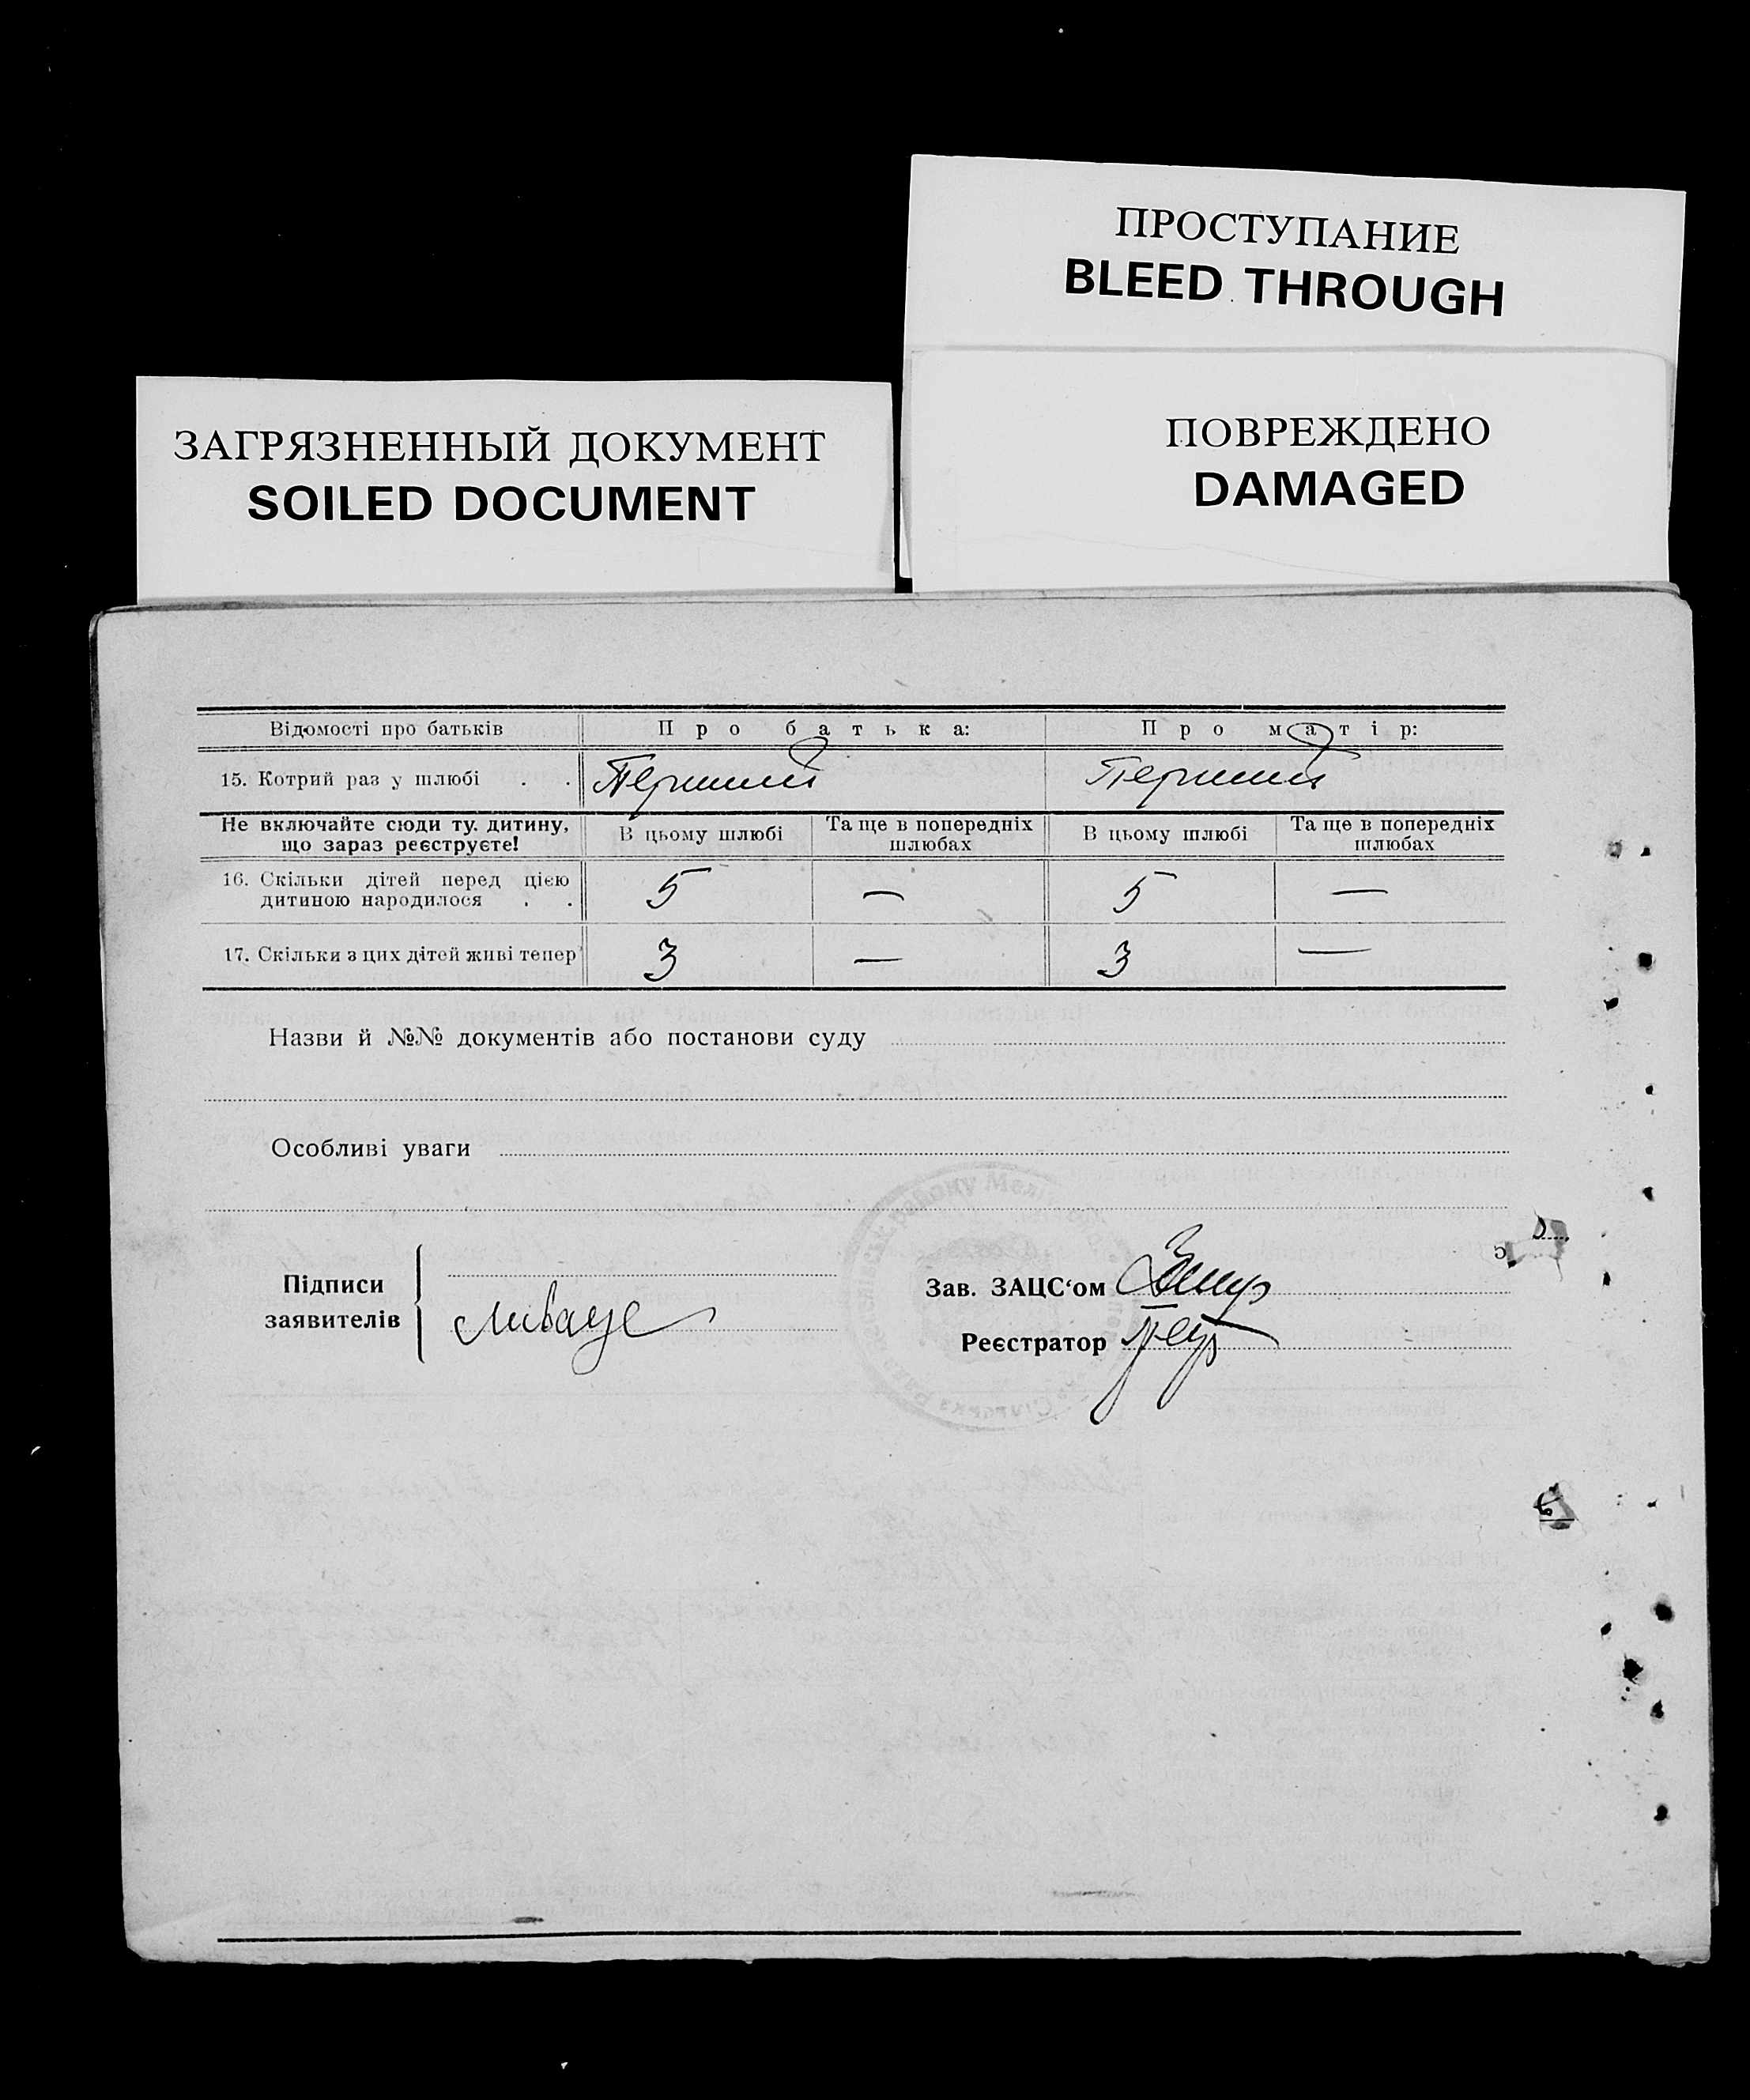 ПРОСТУПАНИЕ
BLEED THROUGH
ЗАГРЯЗНЕННЫЙ ДОКУМЕНТ
SOILED DOCUMENT
ПОВРЕЖДЕНО
DAMAGED
Відомості про батьків Про батька: Про матір:
15. Котрий раз у шлюбі . . Перший Перший
Не включайте сюди ту дитину, що зараз реєструєте! В цьому шлюбі Та ще в попередніх шлюбах В цьому шлюбі Та ще в попередніх шлюбах
16. Скільки дітей перед цією
дитиною народилося . . 5 — 5 —
17. Скільки з цих дітей живі тепер 3 — 3 —
Назви й №№ документів або постанови суду
Особливі уваги
Підписи
заявителів
Зав. ЗАЦС‘ом
Реєстратор